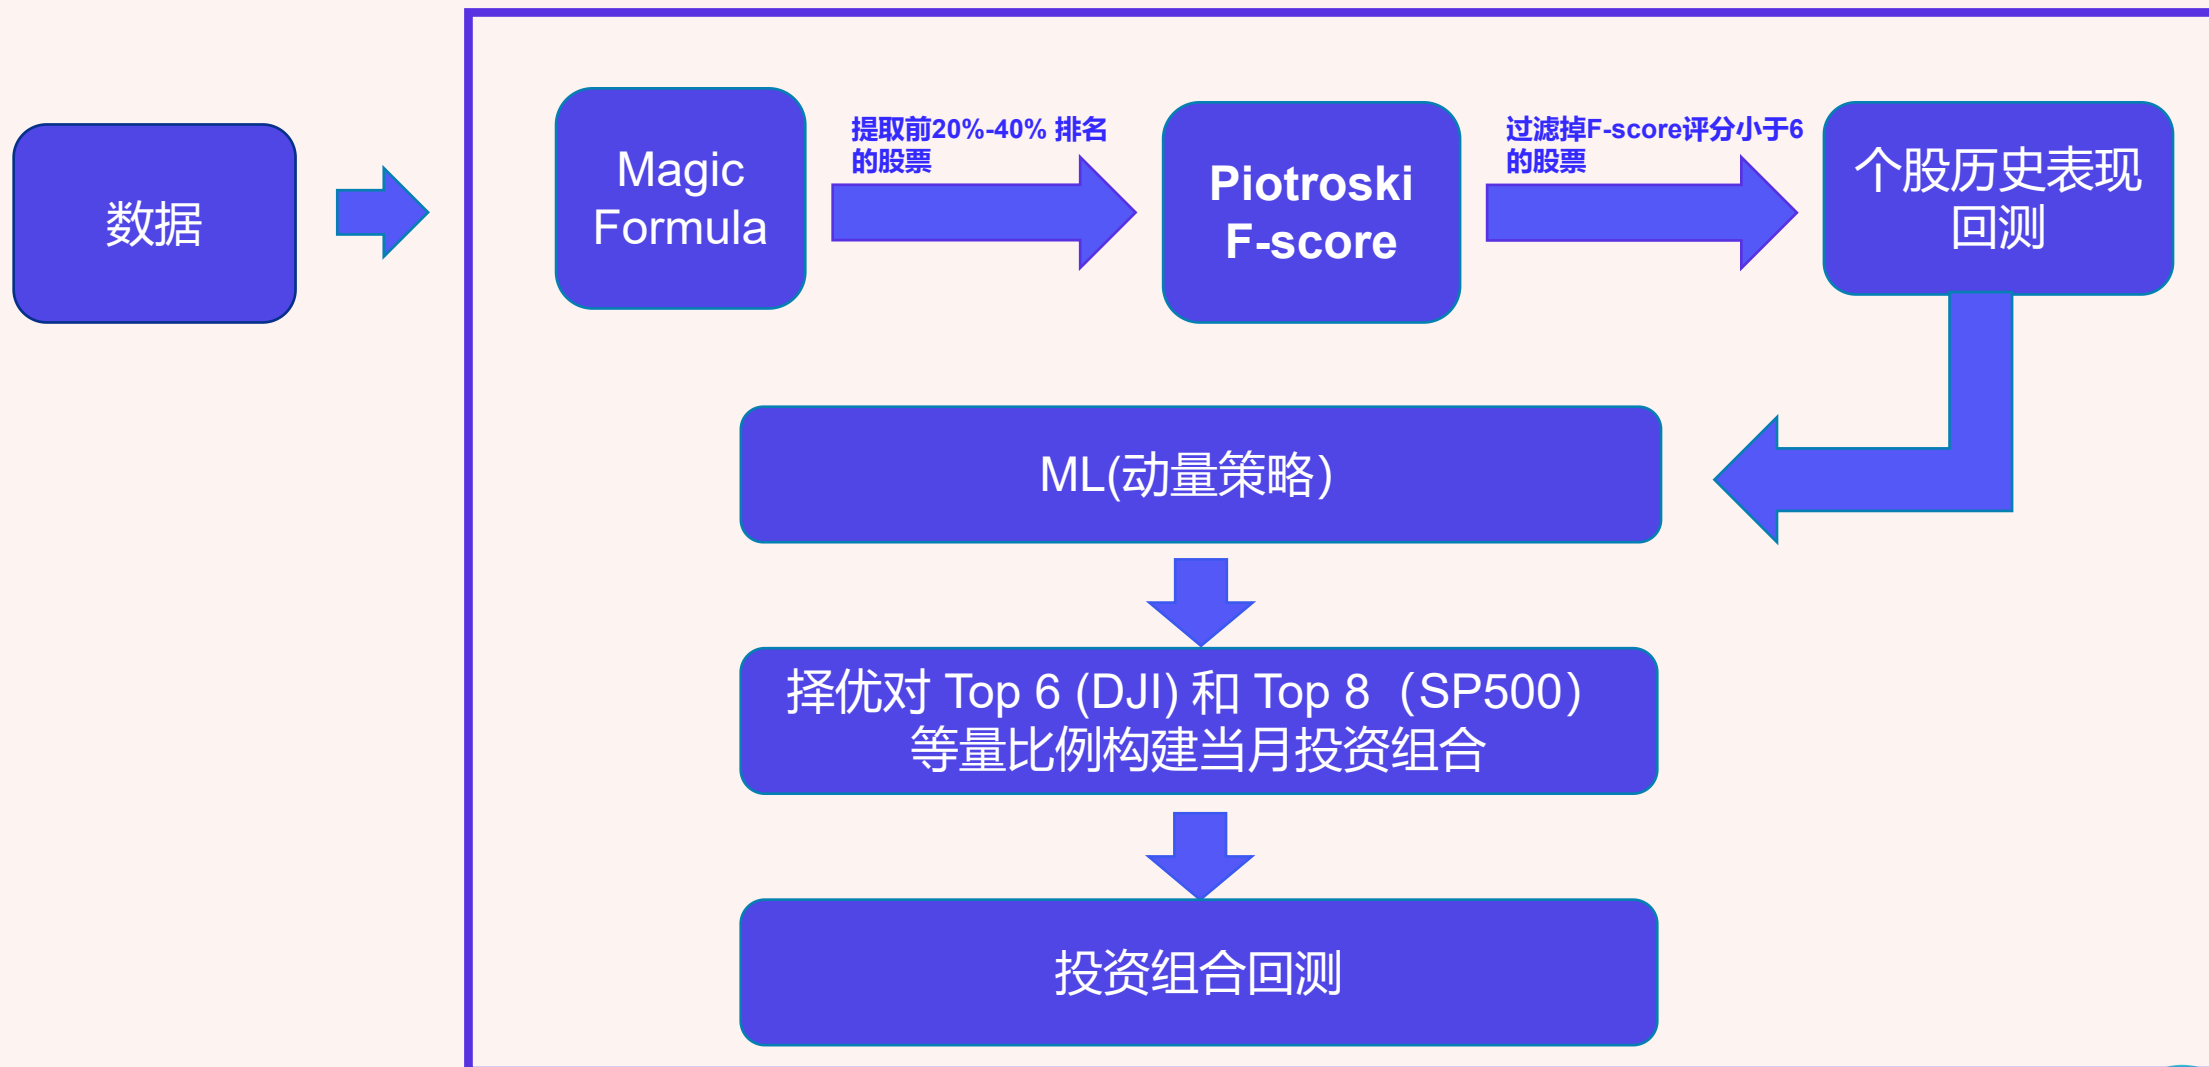 数据
Magic
Formula
提取前20%-40% 排名
的股票
Piotroski
F-score
过滤掉F-score评分小于6
的股票
个股历史表现
回测
ML(动量策略）
择优对 Top 6 (DJI) 和 Top 8（SP500）
等量比例构建当月投资组合
投资组合回测